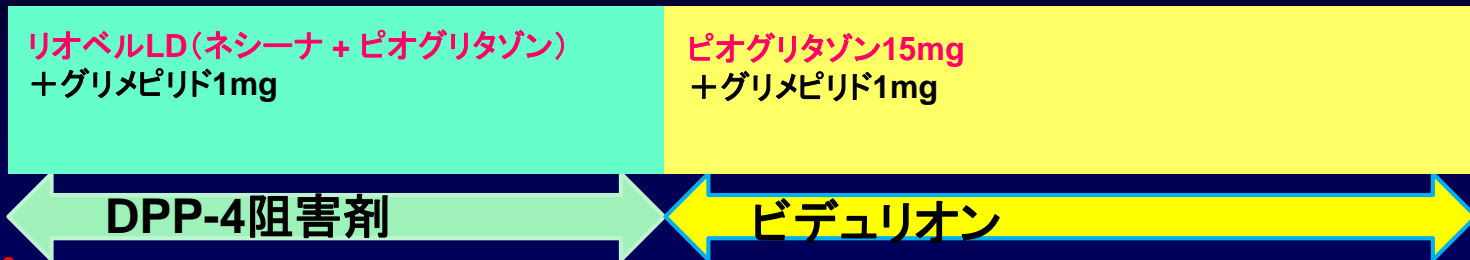 リオベルLD(ネシーナ + ピオグリタゾン)
+グリメピリド1mg
ピオグリタゾン15mg
+グリメピリド1mg
DPP-4阻害剤
ビデュリオン